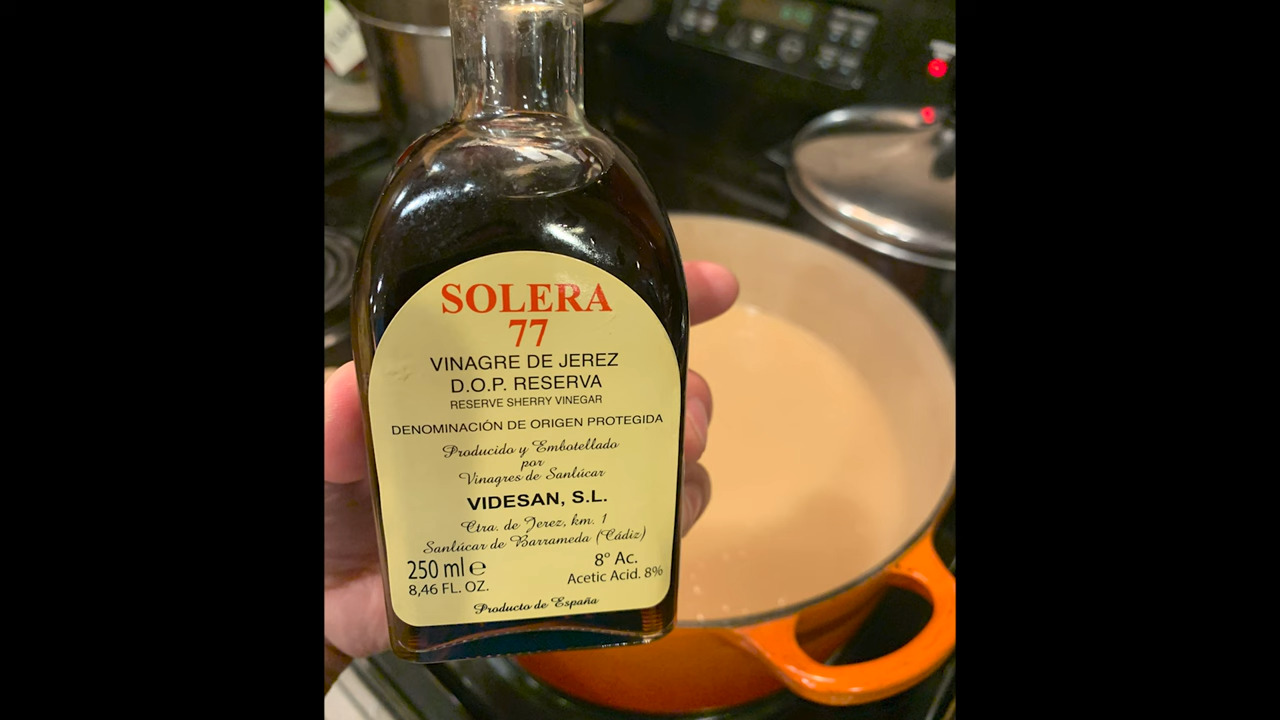 SOLERA
77
VINAGRE DE JEREZ
D.O.P. RESERVA
RESERVE SHERRY VINEGAR
DENOMINACIÓN DE ORIGEN PROTEGIDA
Producido y Embotellado
por
Vinagres de Sanlúcar
VIDESAN, S.L.
Ctra. de Jerez, km. 1
Sanlúcar de Barrameda (Cádiz)
250 ml ℮ 8° Ac.
8,46 FL. OZ. Acetic Acid. 8%
Producto de España